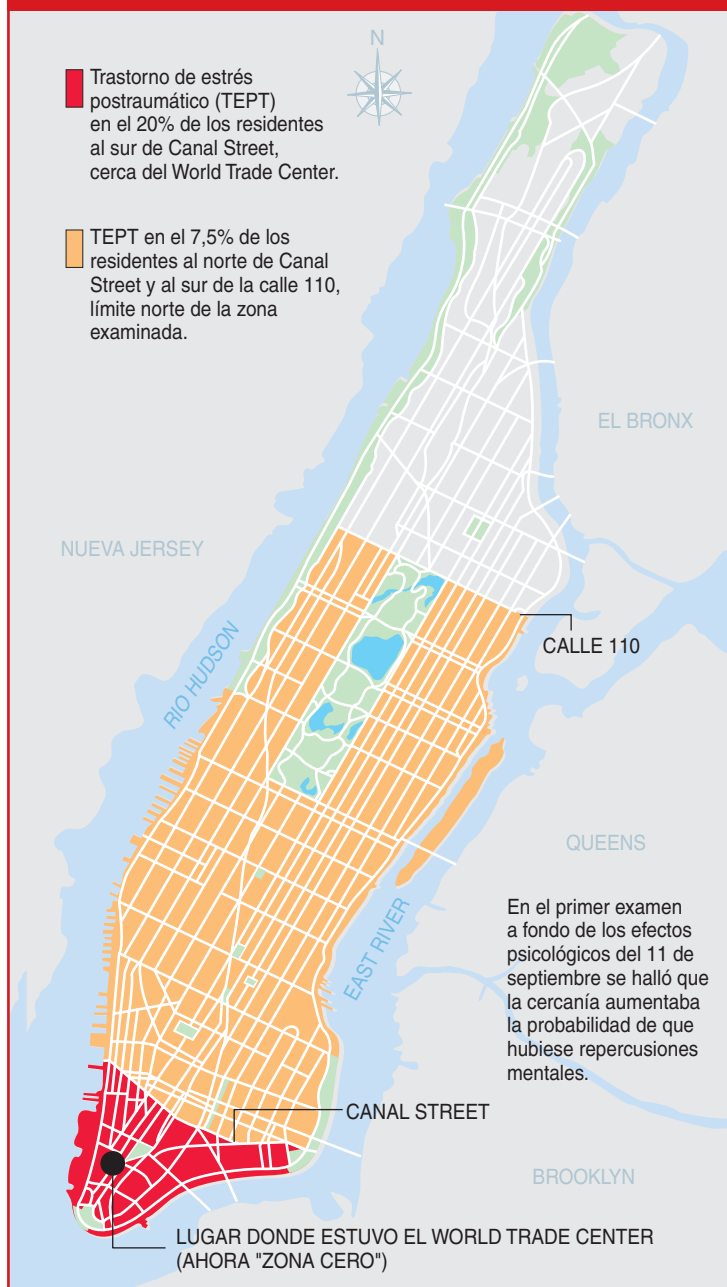 N
Trastorno de estrés
postraumático (TEPT)
en el 20% de los residentes
al sur de Canal Street,
cerca del World Trade Center.
TEPT en el 7,5% de los
residentes al norte de Canal
Street y al sur de la calle 110,
límite norte de la zona
examinada.
EL BRONX
NUEVA JERSEY
CALLE 110
RIO HUDSON
QUEENS
En el primer examen
a fondo de los efectos
psicológicos del 11 de
septiembre se halló que
la cercanía aumentaba
la probabilidad de que
hubiese repercusiones
mentales.
EAST RIVER
CANAL STREET
BROOKLYN
LUGAR DONDE ESTUVO EL WORLD TRADE CENTER
(AHORA "ZONA CERO")